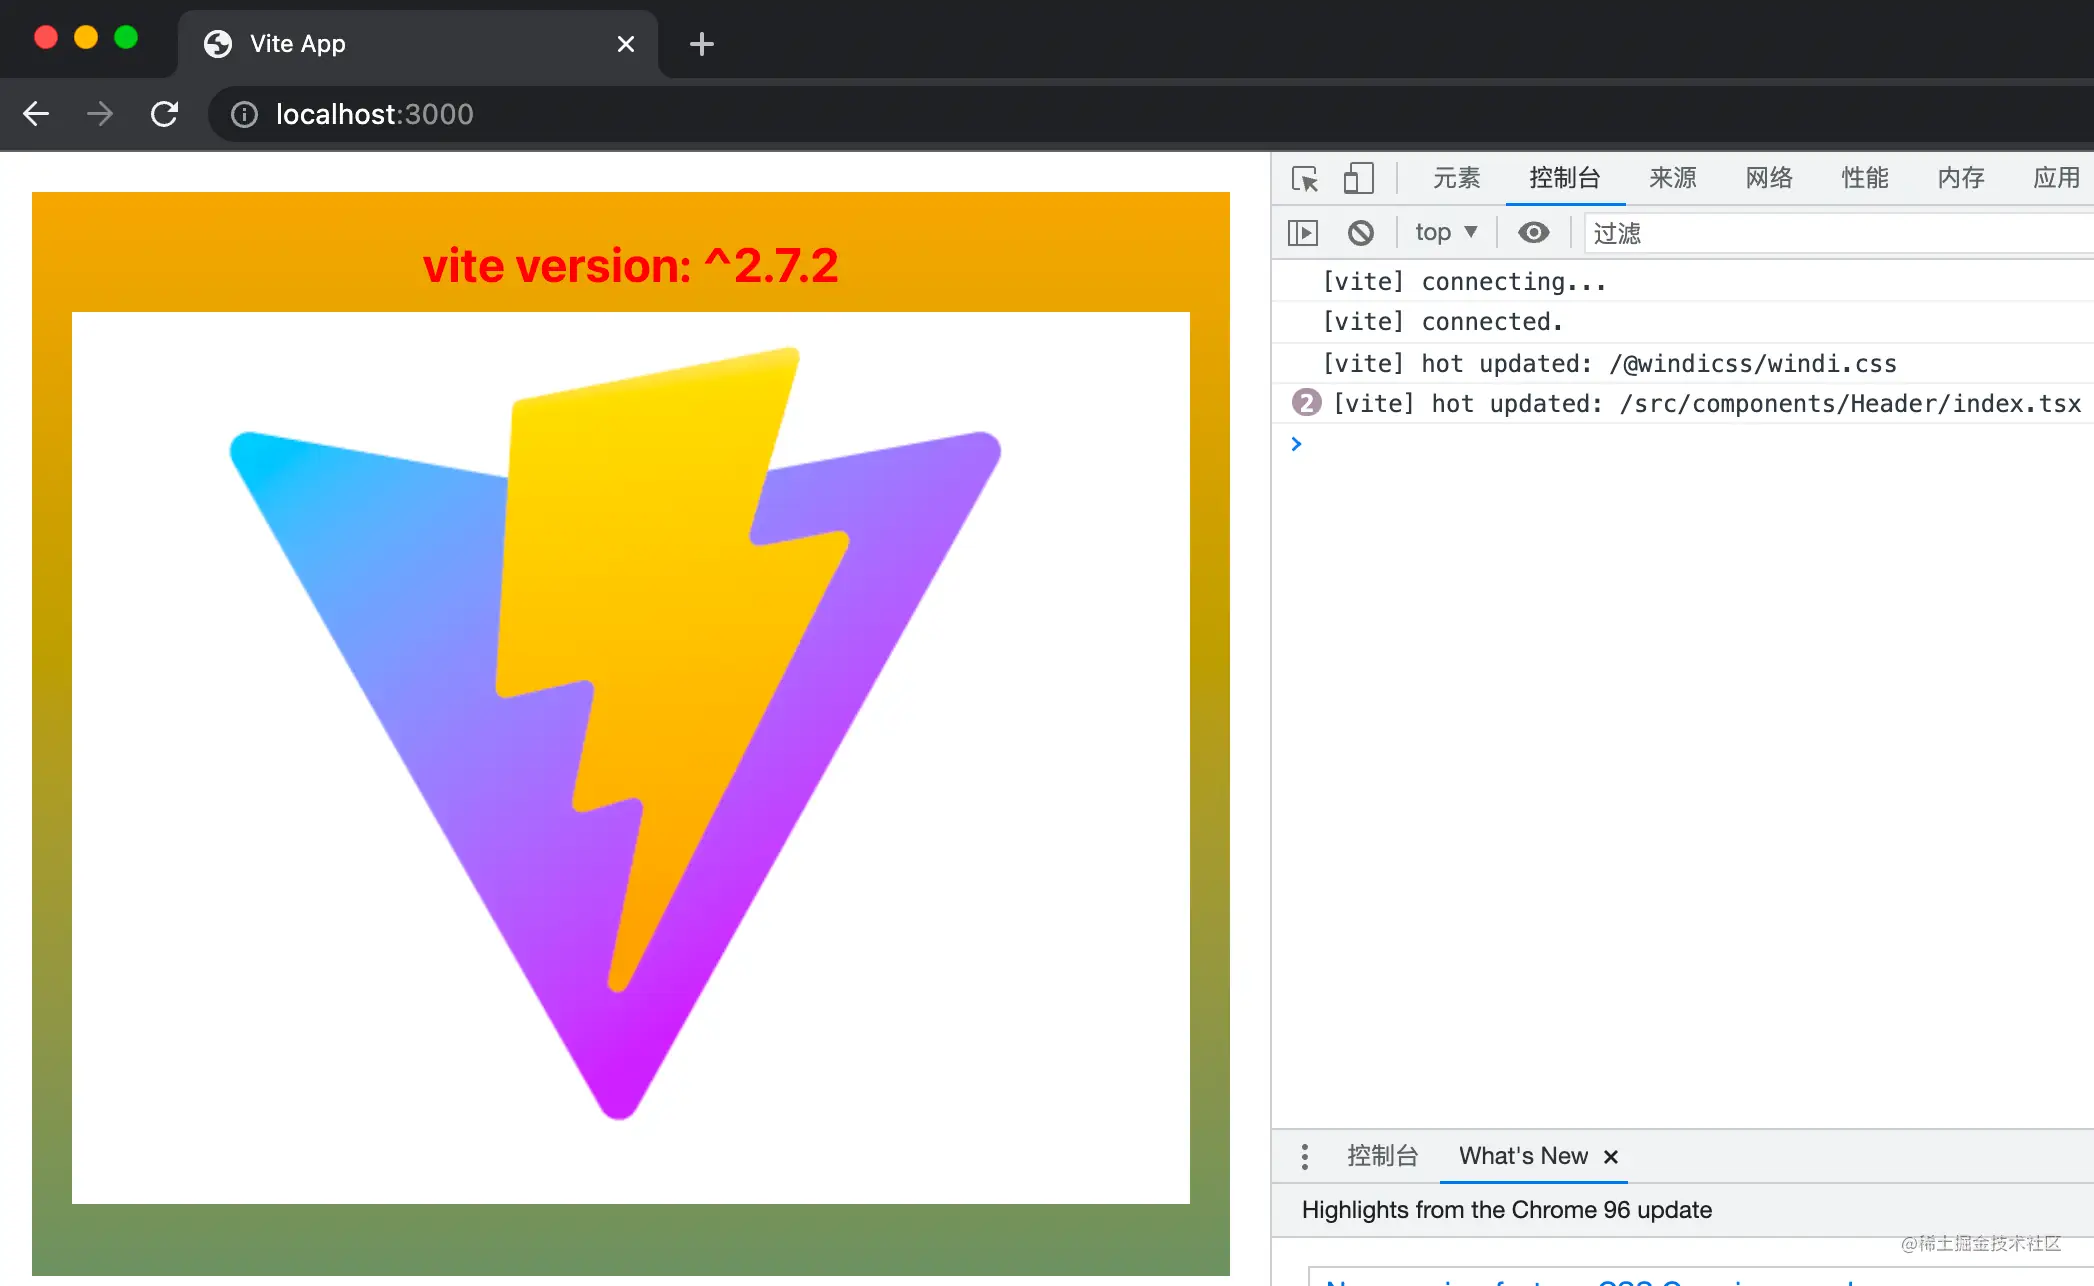 Vite App
localhost:3000
vite version: ^2.7.2
元素 控制台 来源 网络 性能 内存 应用
top 过滤
[vite] connecting...
[vite] connected.
[vite] hot updated: /@windicss/windi.css
2 [vite] hot updated: /src/components/Header/index.tsx
控制台 What's New
Highlights from the Chrome 96 update
@稀土掘金技术社区